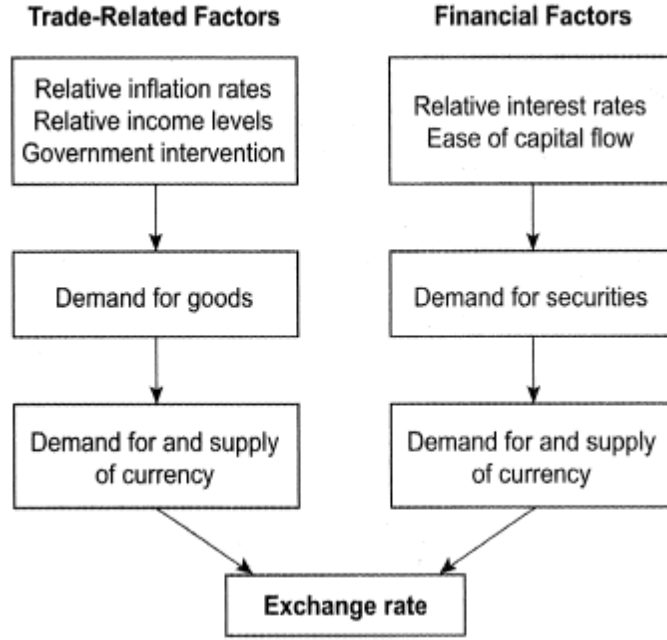 Trade-Related Factors
Relative inflation rates
Relative income levels
Government intervention
Demand for goods
Demand for and supply
of currency
Financial Factors
Relative interest rates
Ease of capital flow
Demand for securities
Demand for and supply
of currency
Exchange rate